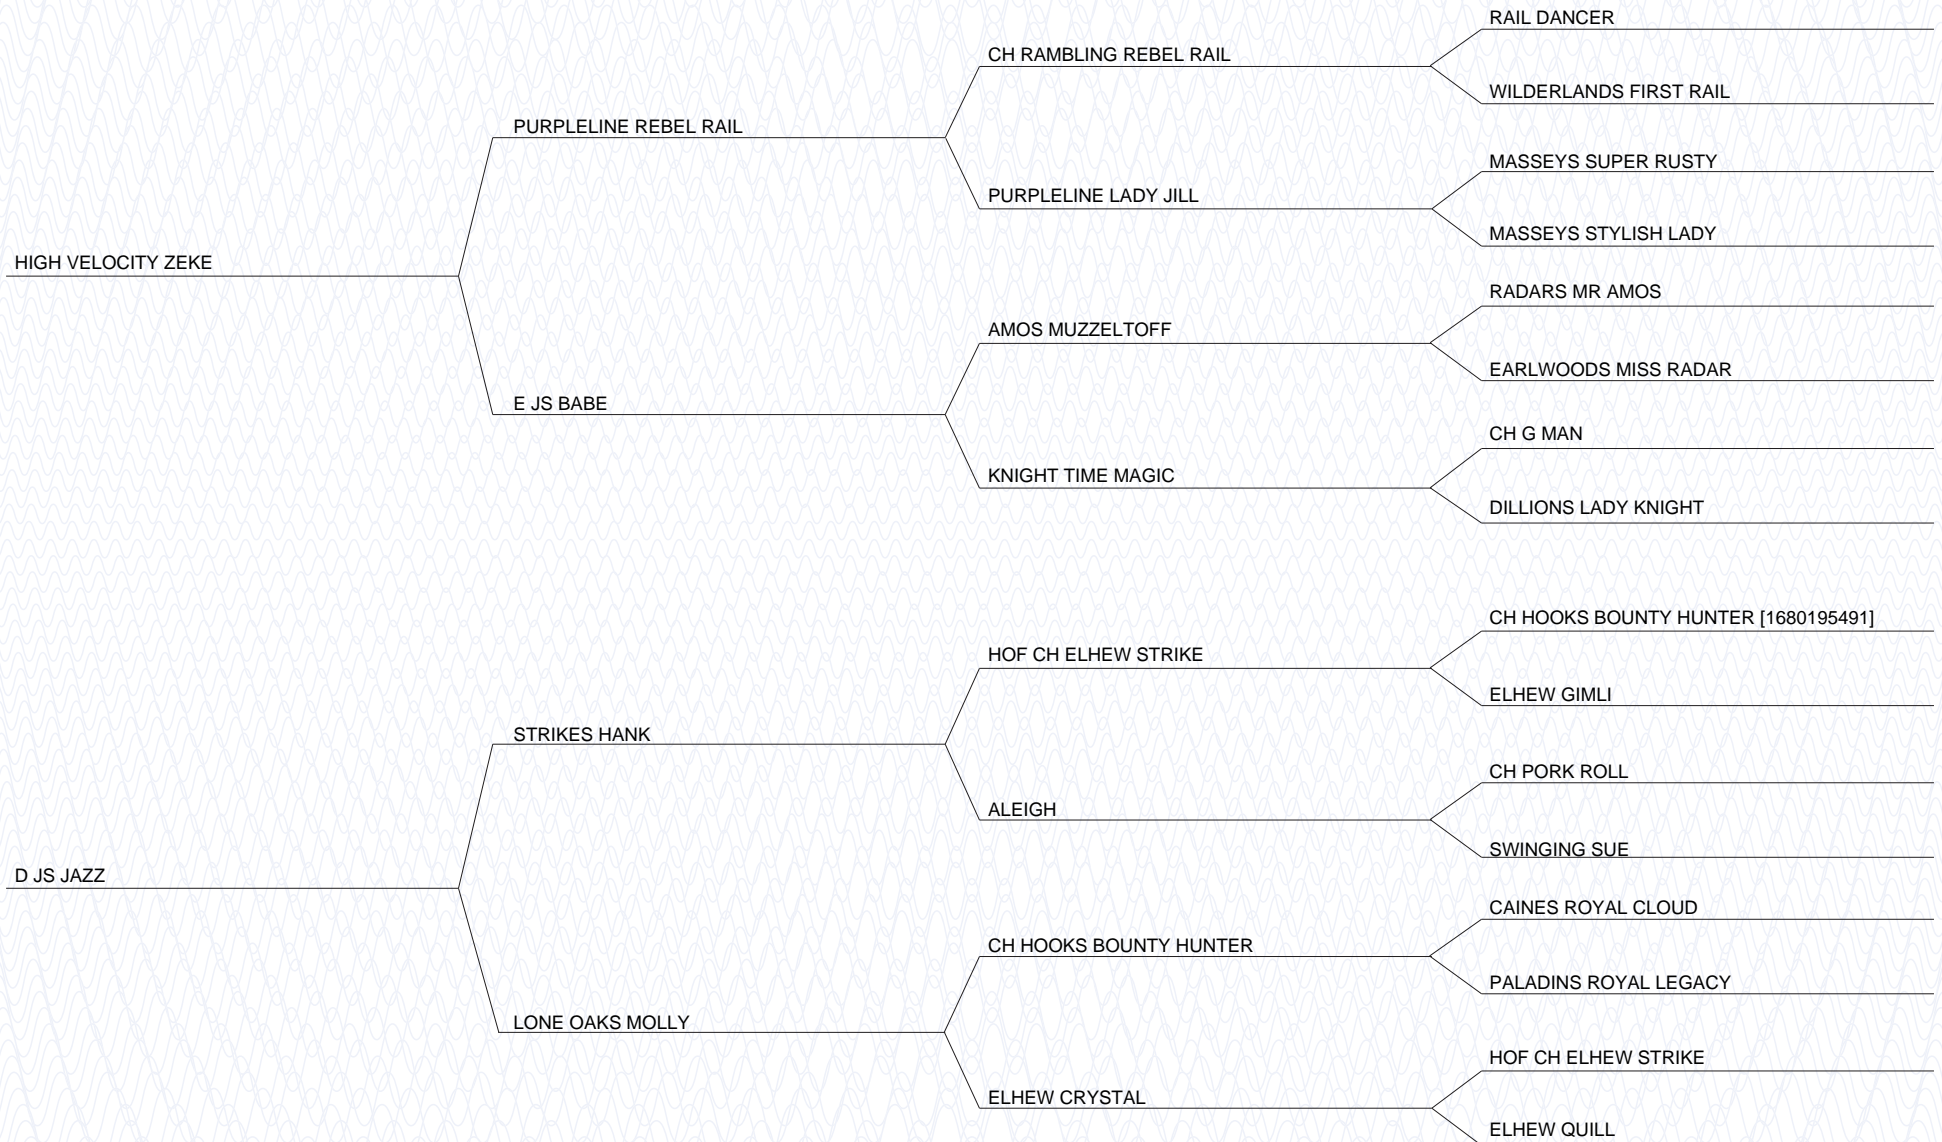 RAIL DANCER
CH RAMBLING REBEL RAIL
WILDERLANDS FIRST RAIL
PURPLELINE REBEL RAIL
MASSEYS SUPER RUSTY
PURPLELINE LADY JILL
MASSEYS STYLISH LADY
HIGH VELOCITY ZEKE
RADARS MR AMOS
AMOS MUZZELTOFF
EARLWOODS MISS RADAR
E JS BABE
CH G MAN
KNIGHT TIME MAGIC
DILLIONS LADY KNIGHT
CH HOOKS BOUNTY HUNTER [1680195491]
HOF CH ELHEW STRIKE
ELHEW GIMLI
STRIKES HANK
CH PORK ROLL
ALEIGH
SWINGING SUE
D JS JAZZ
CAINES ROYAL CLOUD
CH HOOKS BOUNTY HUNTER
PALADINS ROYAL LEGACY
LONE OAKS MOLLY
HOF CH ELHEW STRIKE
ELHEW CRYSTAL
ELHEW QUILL